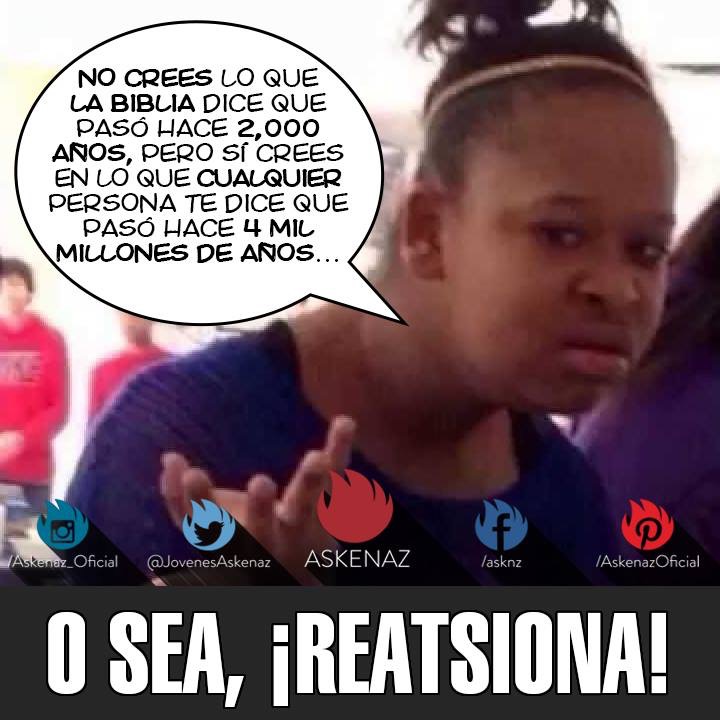 NO CREES LO QUE
LA BIBLIA DICE QUE
PASÓ HACE 2,000
AÑOS, PERO SÍ CREES
EN LO QUE CUALQUIER
PERSONA TE DICE QUE
PASÓ HACE 4 MIL
MILLONES DE AÑOS...
/Askenaz_Oficial
@JovenesAskenaz
ASKENAZ
/asknz
/AskenazOficial
O SEA, ¡REATSIONA!